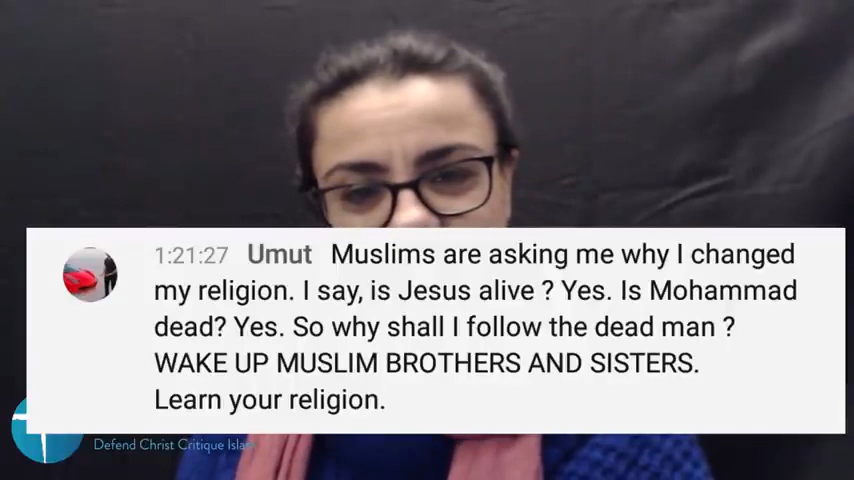 1:21:27 Umut Muslims are asking me why I changed
my religion. I say, is Jesus alive ? Yes. Is Mohammad
dead? Yes. So why shall I follow the dead man ?
WAKE UP MUSLIM BROTHERS AND SISTERS.
Learn your religion.
Defend Christ Critique Islam